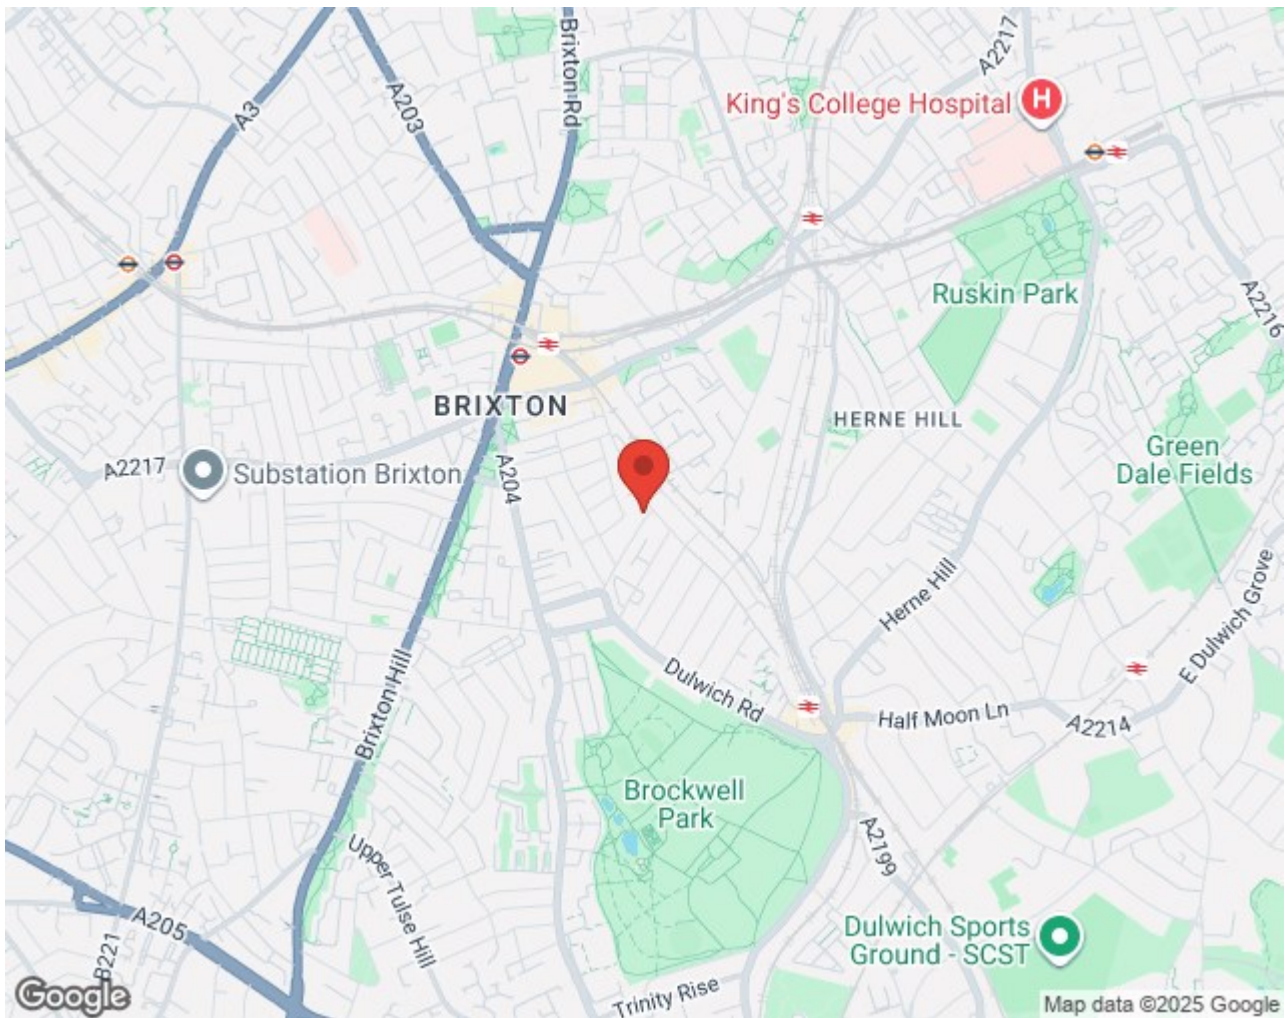 A2217
Brixton Rd
A203
A3
King's College Hospital
H
Ruskin Park
A2216
BRIXTON
HERNE HILL
Green
Dale Fields
A2217
Substation Brixton
A204
Herne Hill
E Dulwich Grove
Dulwich Rd
Brixton Hill
Half Moon Ln
A2214
Brockwell
Park
Upper Tulse Hill
A2199
A205
B221
Dulwich Sports
Ground - SCST
Trinity Rise
Google
Map data ©2025 Google